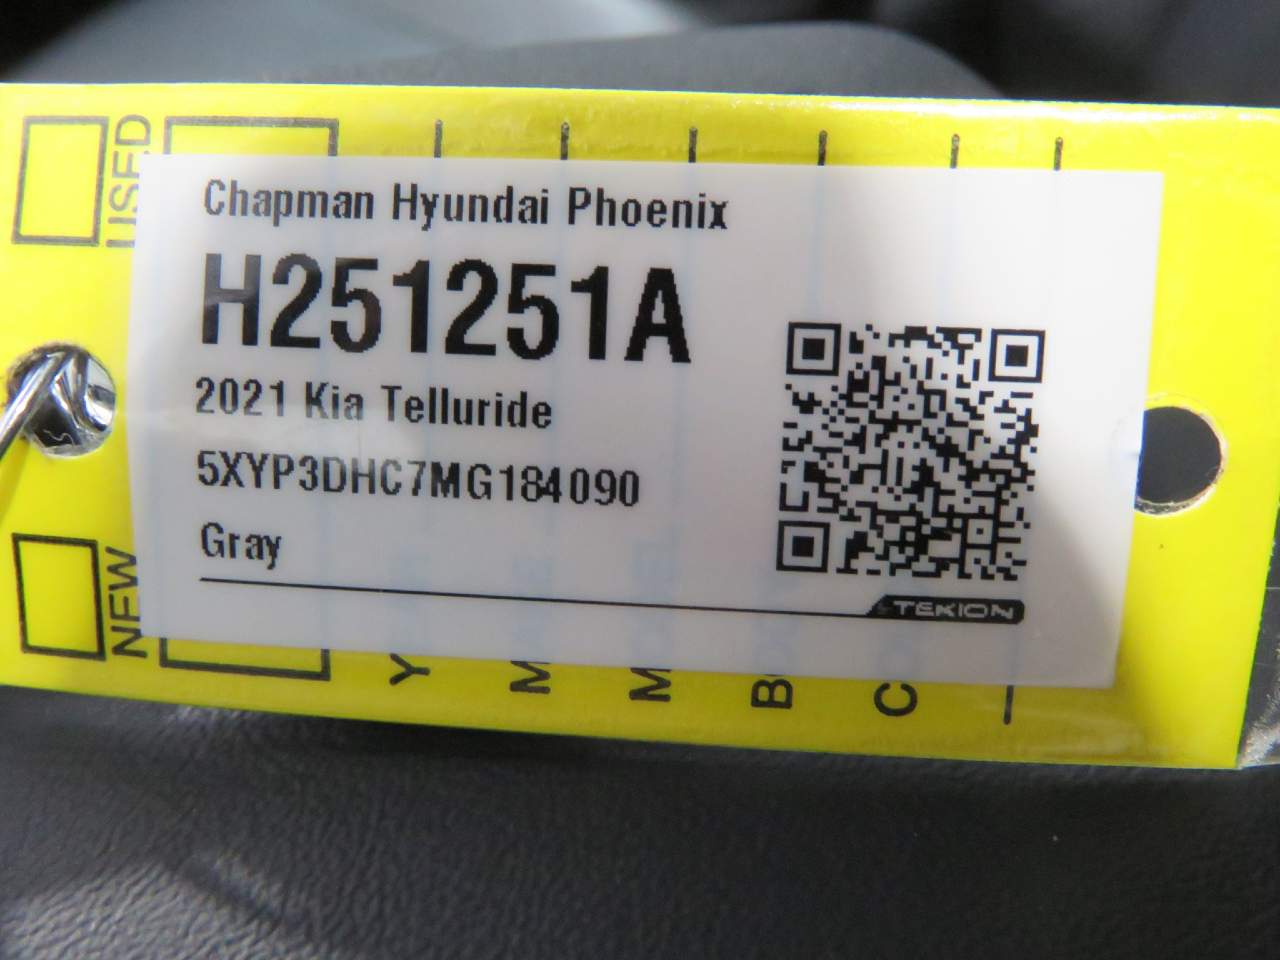 USED
Chapman Hyundai Phoenix
H251251A
2021 Kia Telluride
5XYP3DHC7MG184090
Gray
TEKION
NEW